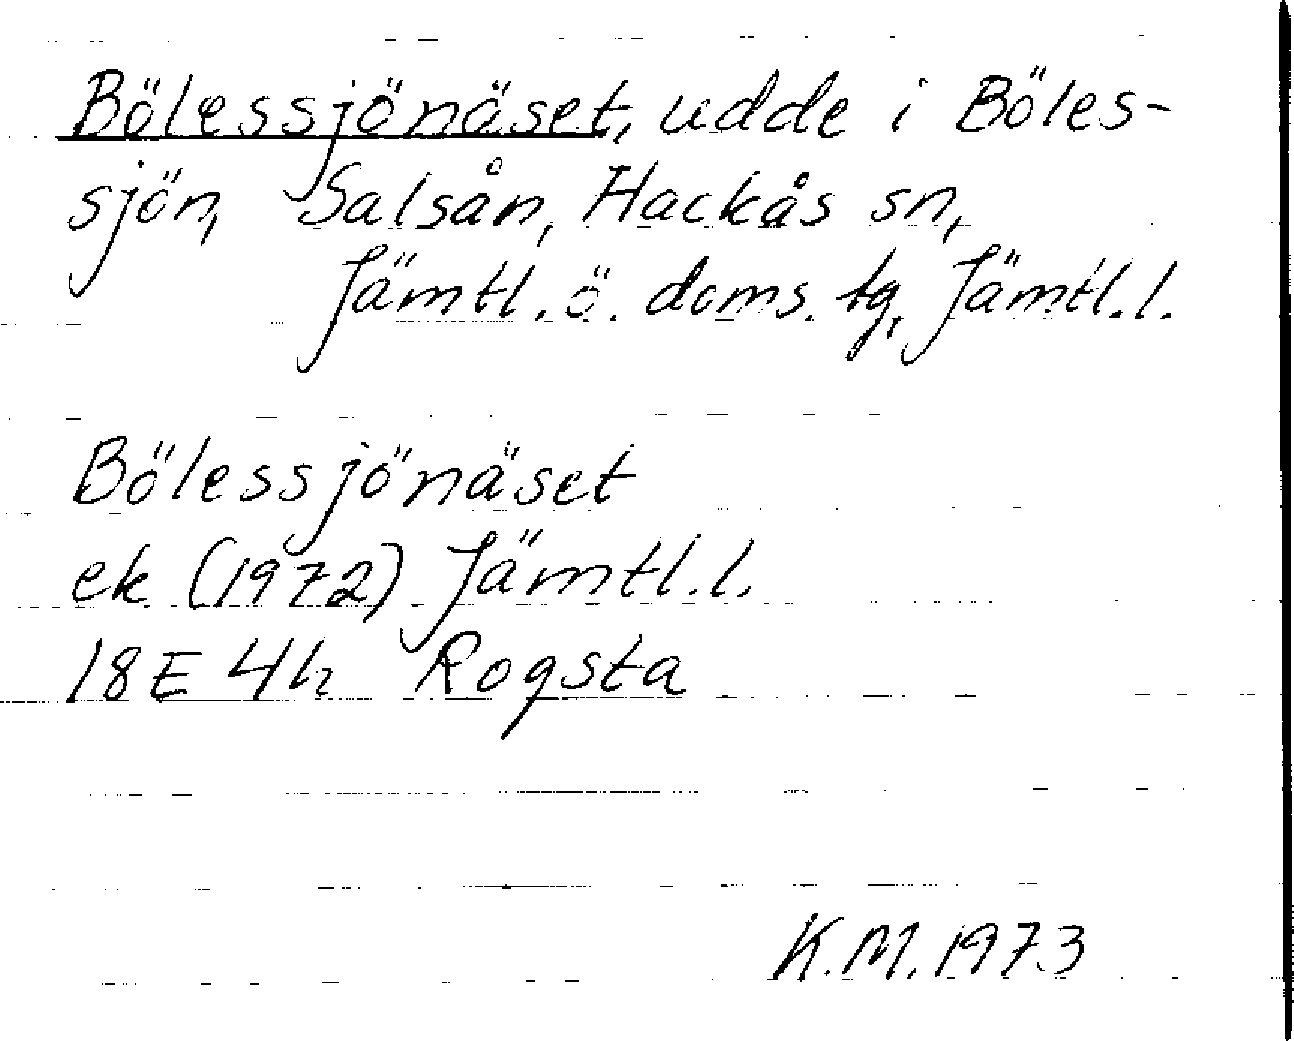 Bölessjönäset, udde i Böles-
sjön, Salsån, Hackås sn,
Jämtl. ö. doms. tg, Jämtl. l.
Bölessjönäset
ek (1972) Jämtl. l.
18E 4h Rogsta
K.M. 1973